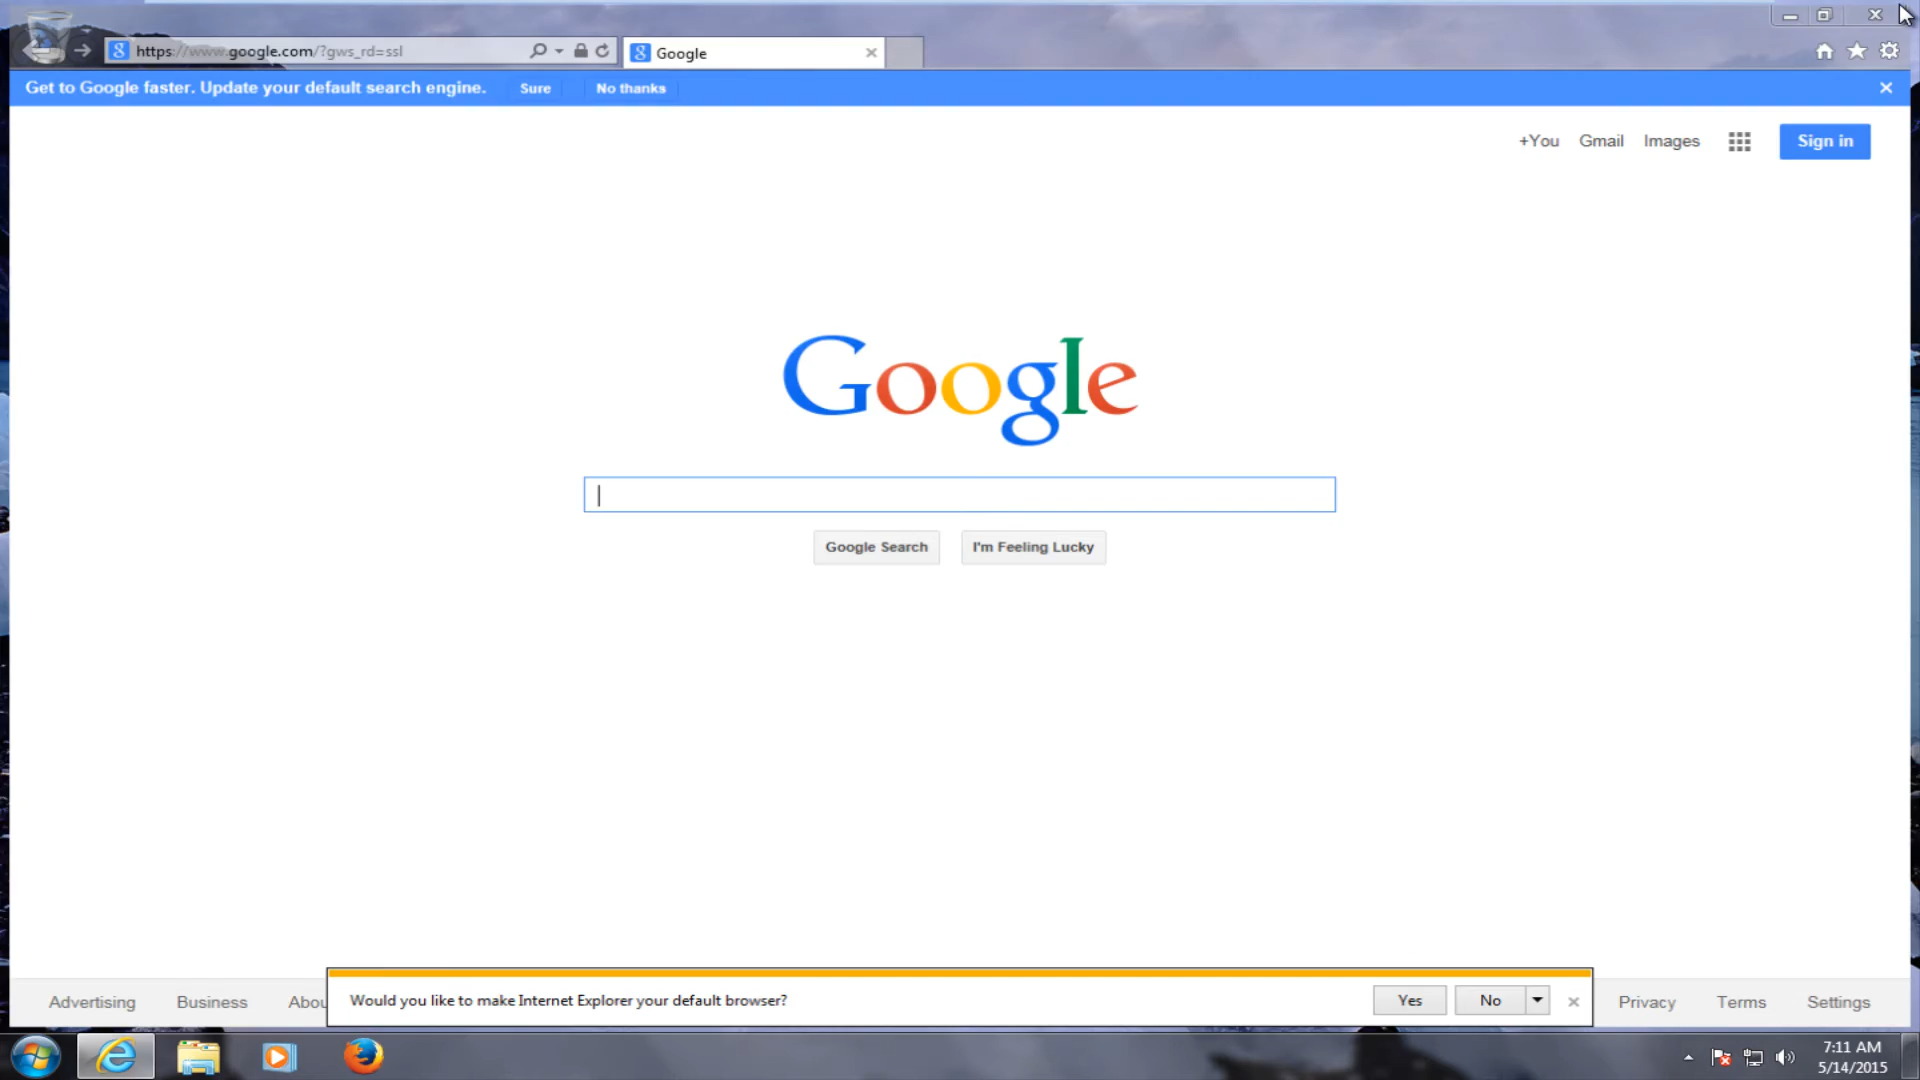 https://www.google.com/?gws_rd=ssl
Google
Get to Google faster. Update your default search engine. Sure No thanks
+You Gmail Images Sign in
Google
Google Search I'm Feeling Lucky
Advertising Business Abou
Would you like to make Internet Explorer your default browser? Yes No
Privacy Terms Settings
7:11 AM
5/14/2015